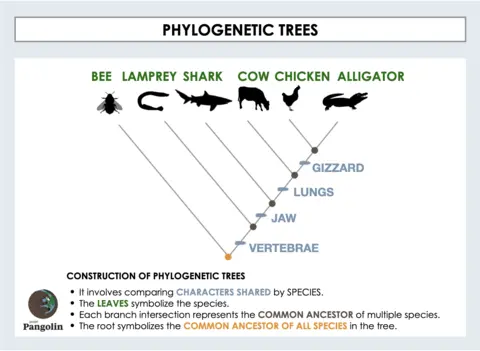 PHYLOGENETIC TREES
BEE LAMPREY SHARK COW CHICKEN ALLIGATOR
GIZZARD
LUNGS
JAW
VERTEBRAE
CONSTRUCTION OF PHYLOGENETIC TREES
• It involves comparing CHARACTERS SHARED by SPECIES.
• The LEAVES symbolize the species.
• Each branch intersection represents the COMMON ANCESTOR of multiple species.
• The root symbolizes the COMMON ANCESTOR OF ALL SPECIES in the tree.
Pangolin